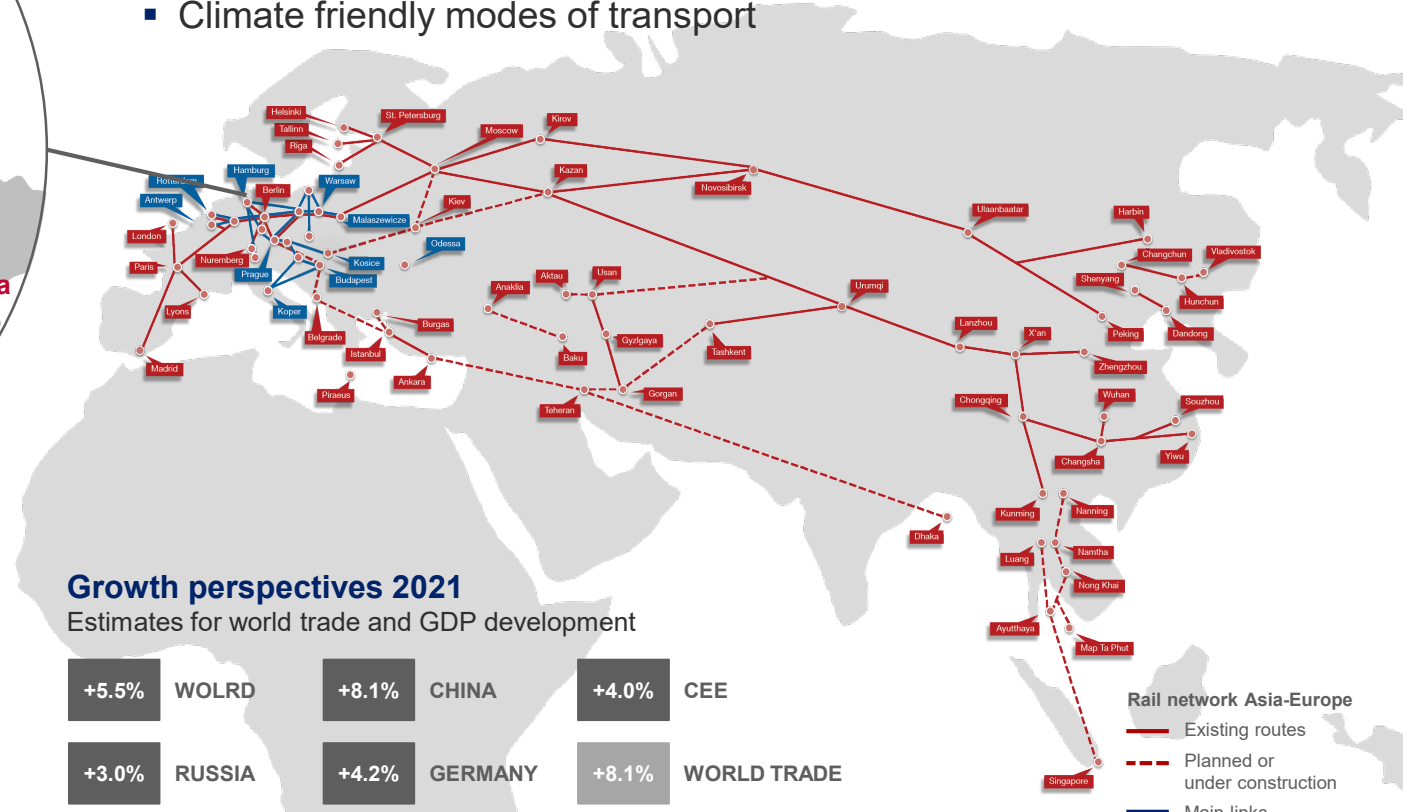 ▪ Climate friendly modes of transport
a
Helsinki
St. Petersburg
Tallinn
Riga
Moscow
Kirov
Kazan
Novosibirsk
Hamburg
Rotterdam
Berlin
Warsaw
Antwerp
Malaszewicze
Kiev
Odessa
London
Paris
Nuremberg
Prague
Kosice
Budapest
Lyons
Koper
Belgrade
Burgas
Istanbul
Ankara
Madrid
Piraeus
Anaklia
Aktau
Usan
Baku
Gyzlgaya
Tashkent
Teheran
Gorgan
Urumqi
Ulaanbaatar
Harbin
Changchun
Vladivostok
Shenyang
Hunchun
Peking
Dandong
Lanzhou
X'an
Zhengzhou
Chongqing
Wuhan
Souzhou
Changsha
Yiwu
Kunming
Nanning
Dhaka
Luang
Namtha
Nong Khai
Ayutthaya
Map Ta Phut
Singapore
Growth perspectives 2021
Estimates for world trade and GDP development
+5.5% WOLRD +8.1% CHINA +4.0% CEE
+3.0% RUSSIA +4.2% GERMANY +8.1% WORLD TRADE
Rail network Asia-Europe
Existing routes
Planned or
under construction
Main links